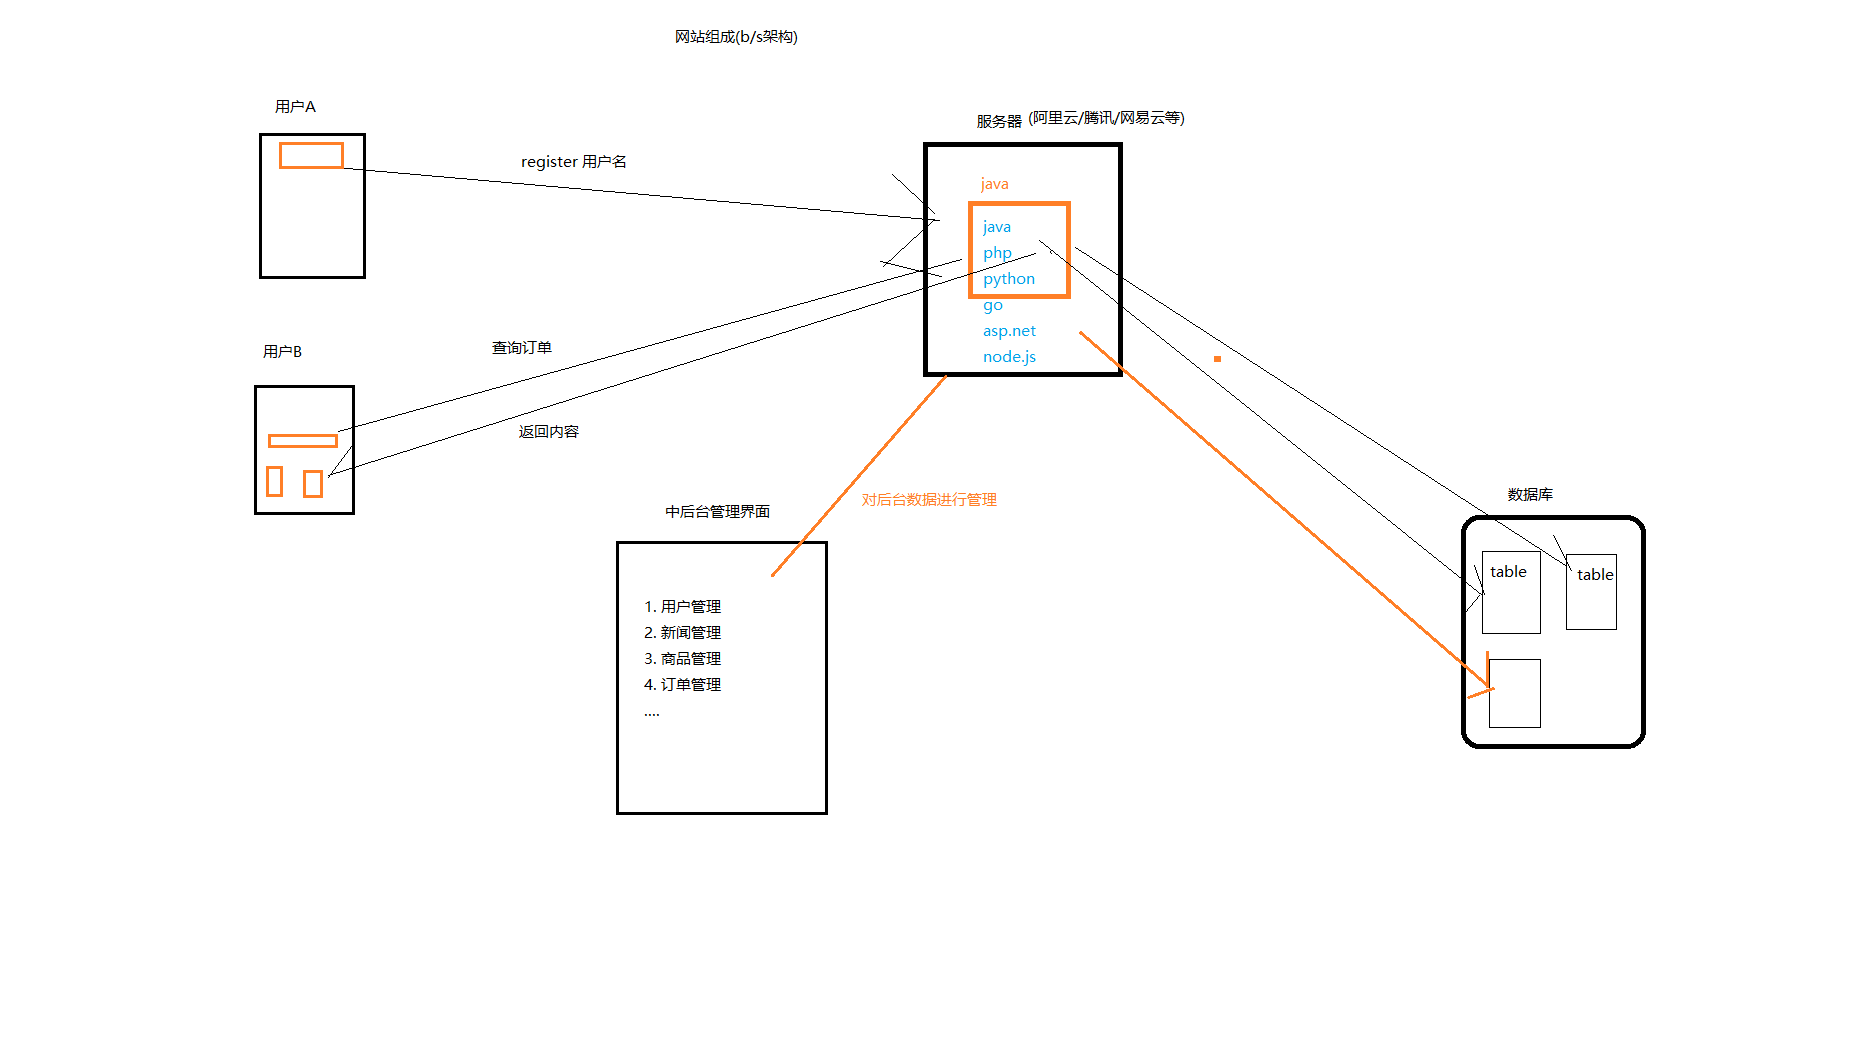 网站组成(b/s架构)
用户A
服务器 (阿里云/腾讯/网易云等)
register 用户名
java
java
php
python
go
asp.net
node.js
用户B
查询订单
返回内容
对后台数据进行管理
中后台管理界面
1. 用户管理
2. 新闻管理
3. 商品管理
4. 订单管理
....
数据库
table
table